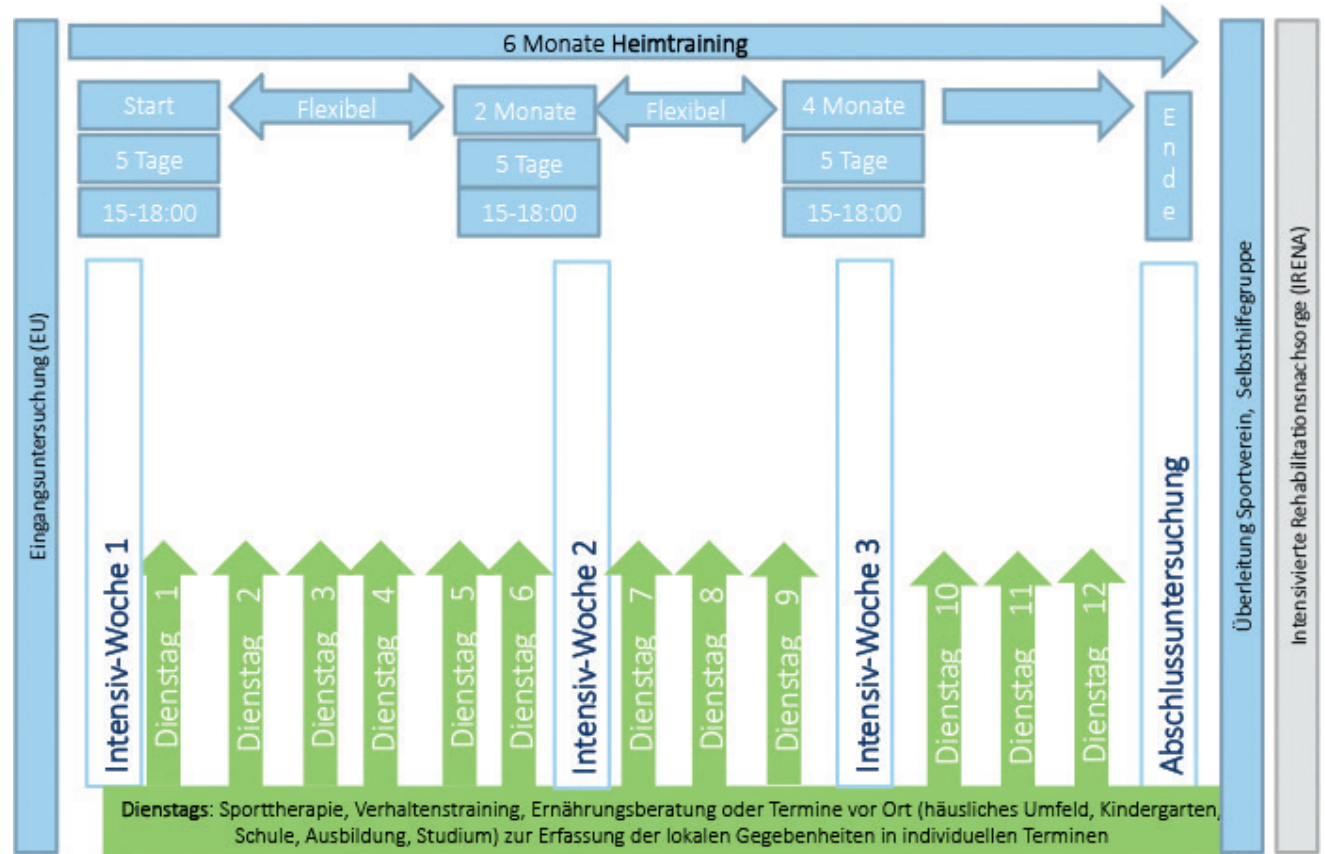 Eingangsuntersuchung (EU)
6 Monate Heimtraining
Start
Flexibel
2 Monate
Flexibel
4 Monate
Ende
5 Tage
5 Tage
5 Tage
15-18:00
15-18:00
15-18:00
Intensiv-Woche 1
Dienstag 1
Dienstag 2
Dienstag 3
Dienstag 4
Dienstag 5
Dienstag 6
Intensiv-Woche 2
Dienstag 7
Dienstag 8
Dienstag 9
Intensiv-Woche 3
Dienstag 10
Dienstag 11
Dienstag 12
Abschlussuntersuchung
Überleitung Sportverein, Selbsthilfegruppe
Intensivierte Rehabilitationsnachsorge (IRENA)
Dienstags: Sporttherapie, Verhaltenstraining, Ernährungsberatung oder Termine vor Ort (häusliches Umfeld, Kindergarten,
Schule, Ausbildung, Studium) zur Erfassung der lokalen Gegebenheiten in individuellen Terminen